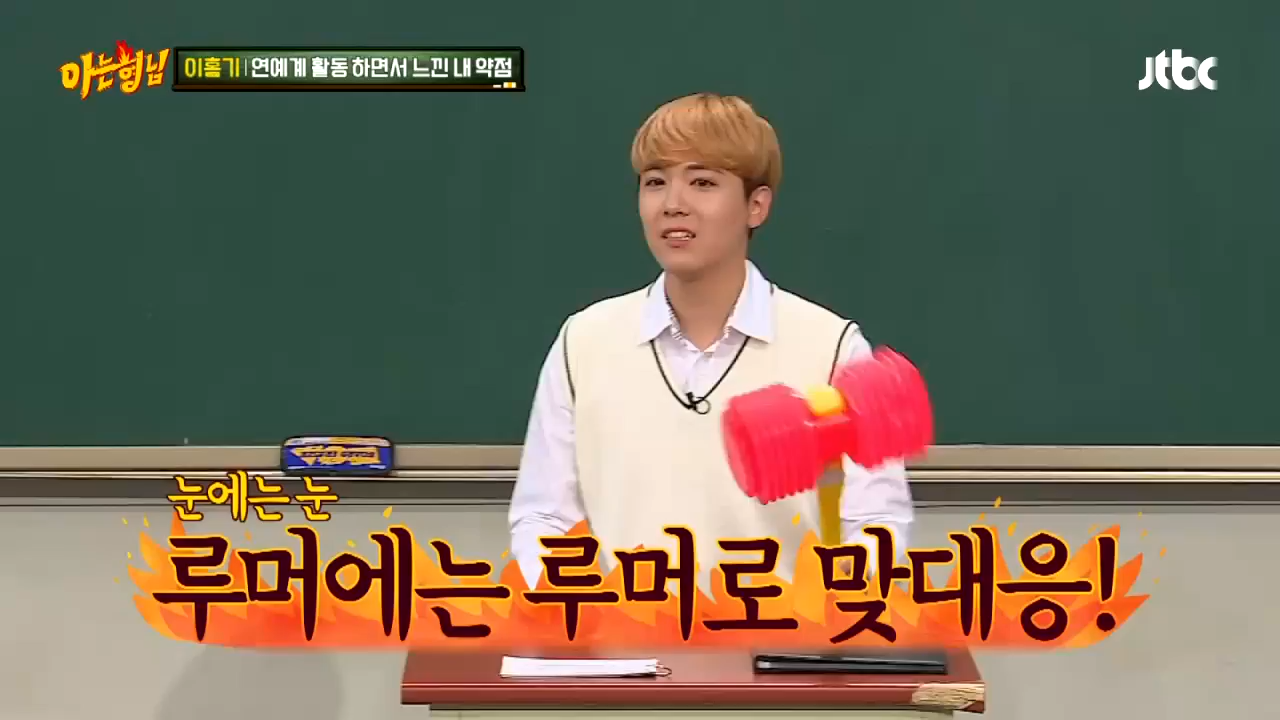 아는형님
이홍기 | 연예계 활동 하면서 느낀 내 약점
jtbc
눈에는 눈
루머에는 루머로 맞대응!